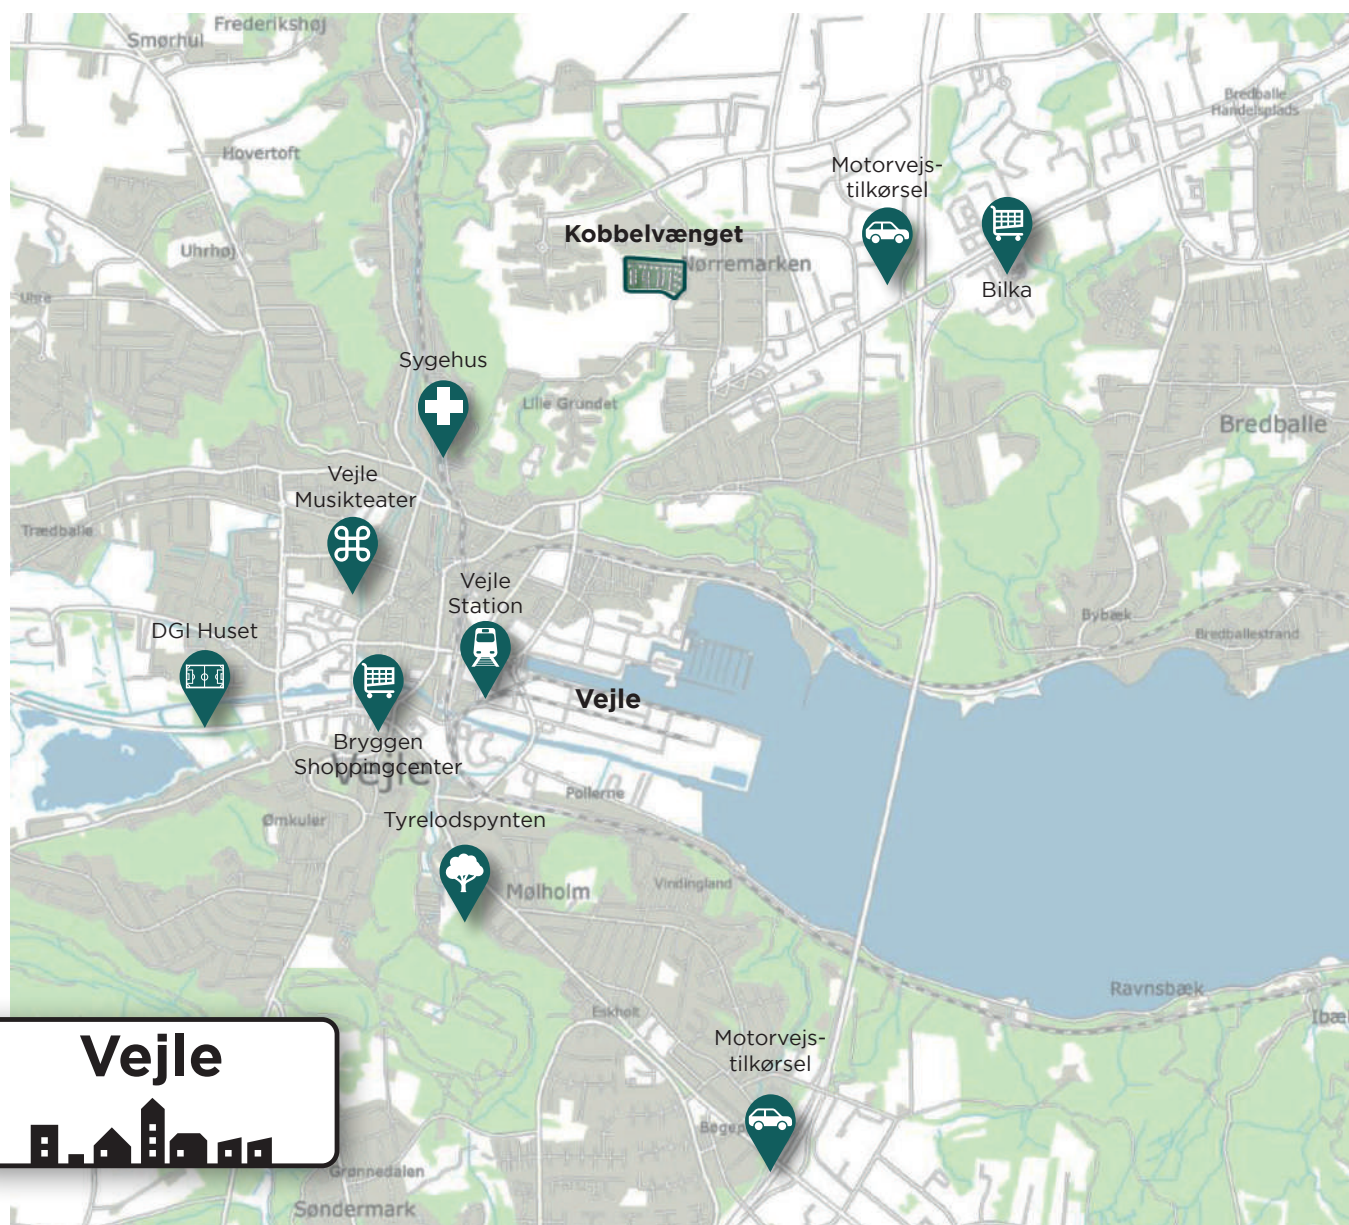 Frederikshøj
Smørhul
Bredballe
Handelsplads
Hovertoft
Motorvejs-
tilkørsel
Kobbelvænget
Uhrhøj
Nørremarken
Bilka
Uhre
Sygehus
Lille Grundet
Bredballe
Vejle
Musikteater
Trædballe
Vejle
Station
Bybæk
DGI Huset
Bredballestrand
Vejle
Bryggen
Shoppingcenter
Vejle
Pollerne
Ømkuler
Tyrelodspynten
Mølholm
Vindingland
Ravnsbæk
Eskholt
Motorvejs-
tilkørsel
Vejle
Grønnedalen
Søndermark